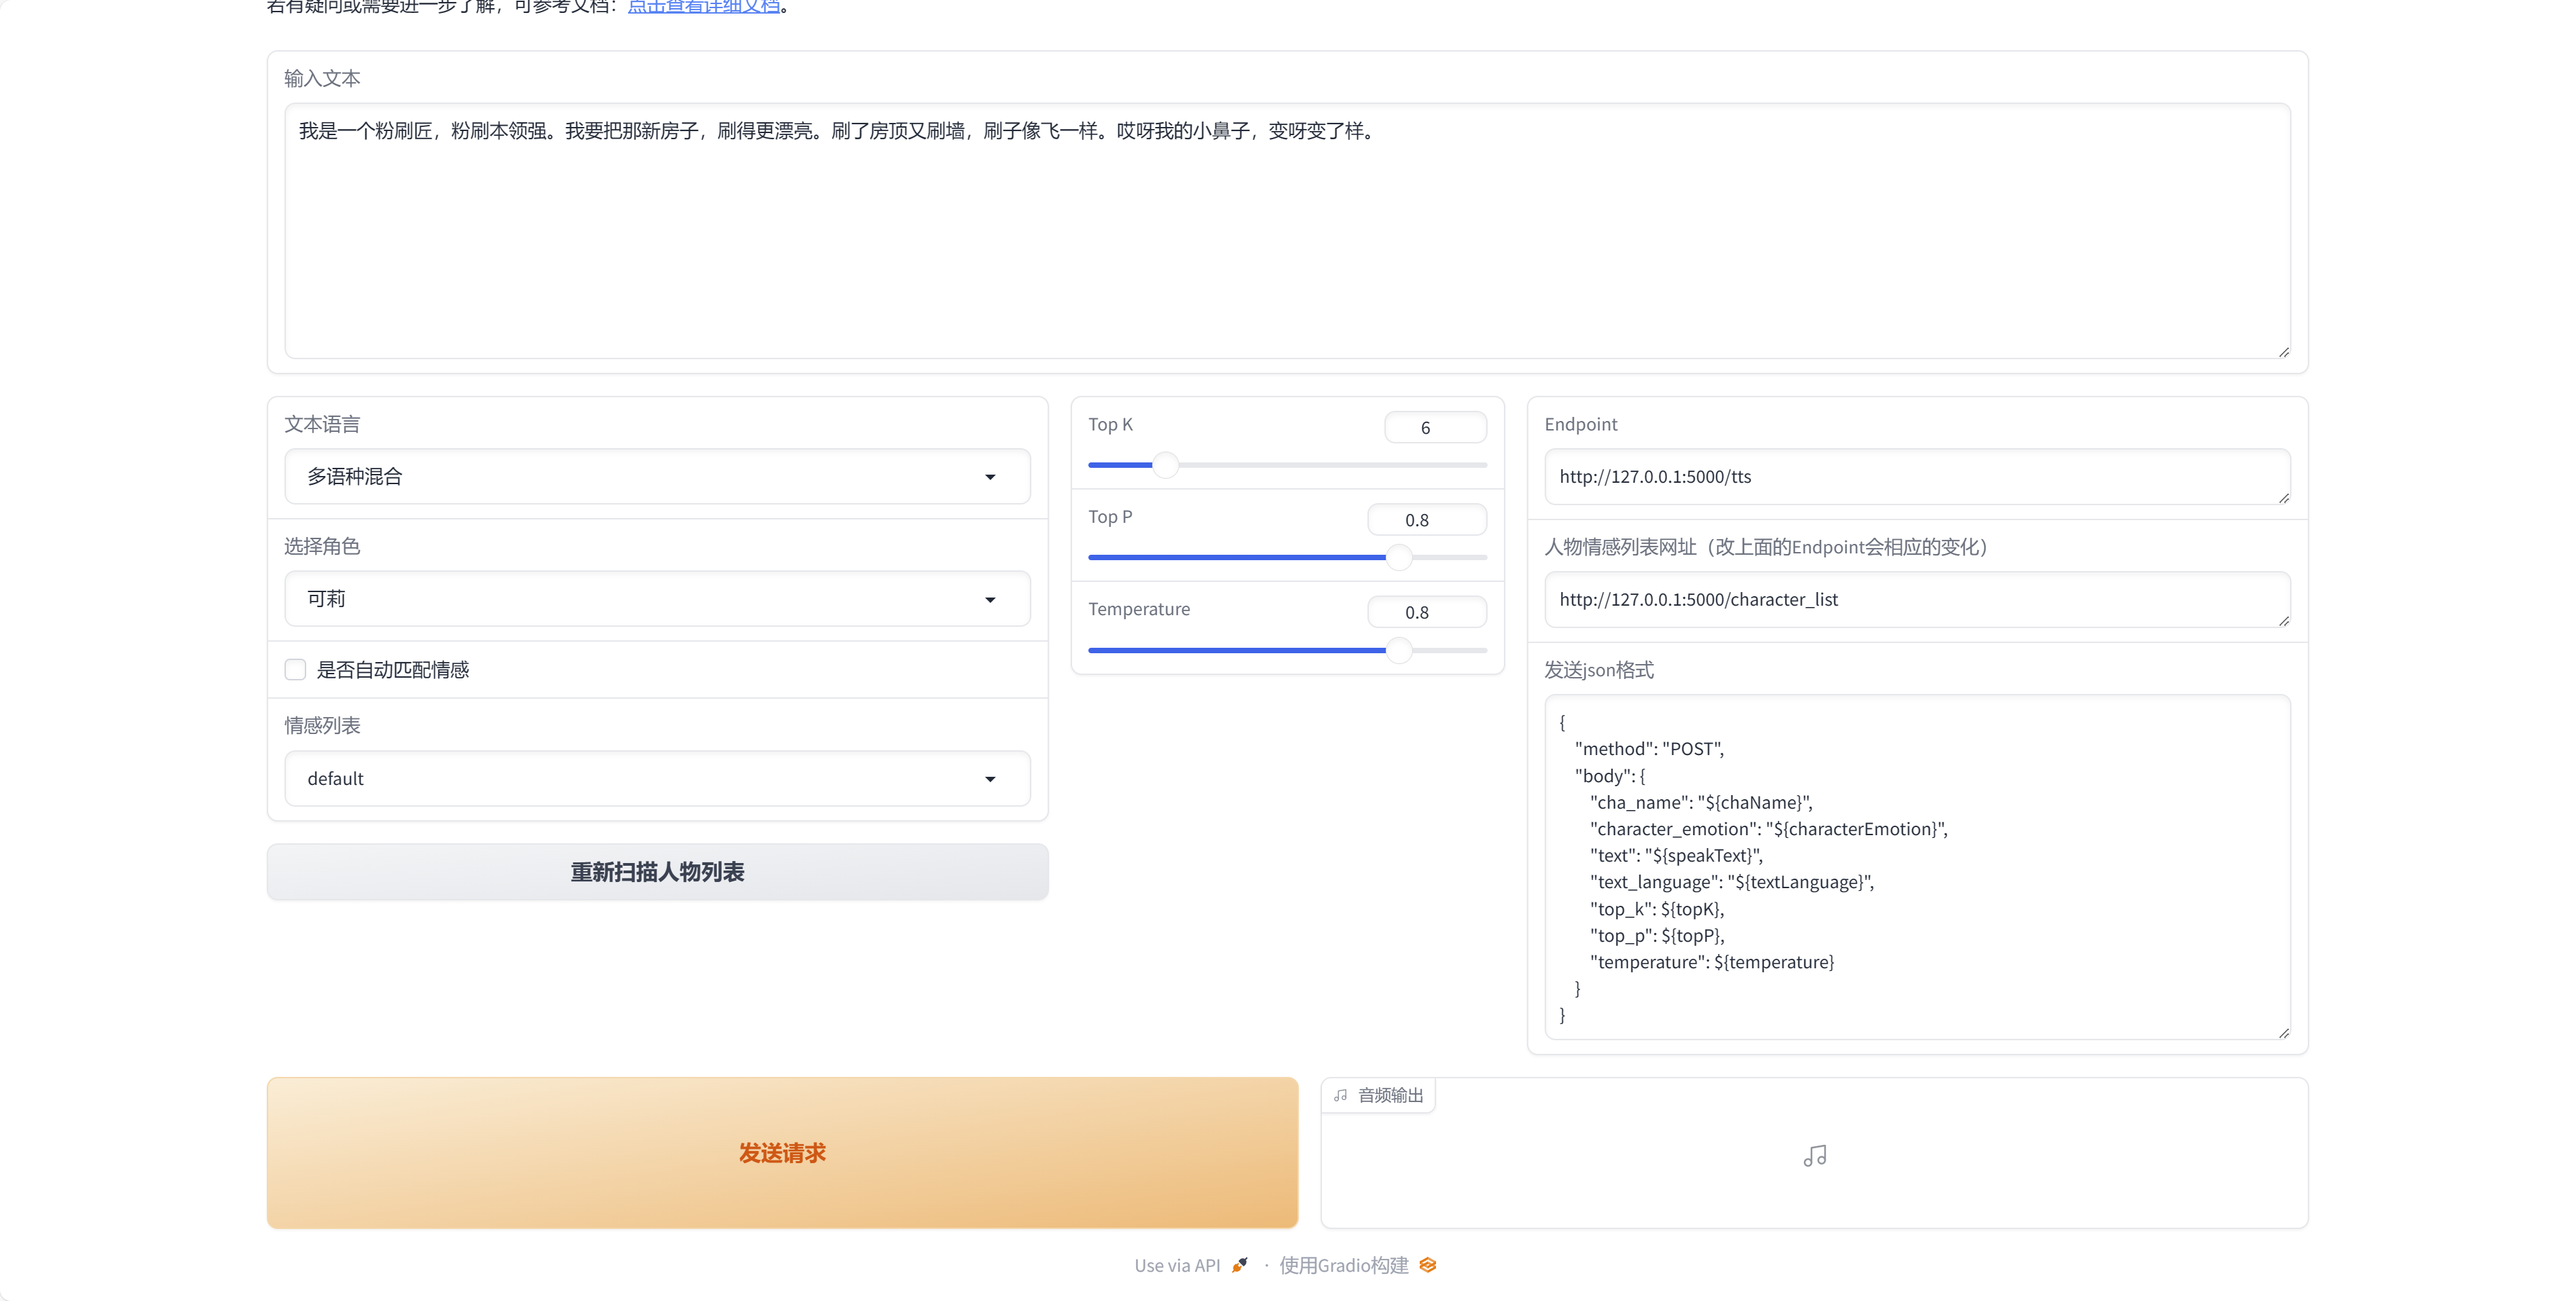 若有疑问或需要进一步了解，可参考文档：点击查看详细文档。
输入文本
我是一个粉刷匠，粉刷本领强。我要把那新房子，刷得更漂亮。刷了房顶又刷墙，刷子像飞一样。哎呀我的小鼻子，变呀变了样。
文本语言
多语种混合
选择角色
可莉
是否自动匹配情感
情感列表
default
重新扫描人物列表
Top K
6
Top P
0.8
Temperature
0.8
Endpoint
http://127.0.0.1:5000/tts
人物情感列表网址（改上面的Endpoint会相应的变化）
http://127.0.0.1:5000/character_list
发送json格式
{
"method": "POST",
"body": {
"cha_name": "${chaName}",
"character_emotion": "${characterEmotion}",
"text": "${speakText}",
"text_language": "${textLanguage}",
"top_k": ${topK},
"top_p": ${topP},
"temperature": ${temperature}
}
}
发送请求
音频输出
Use via API · 使用Gradio构建